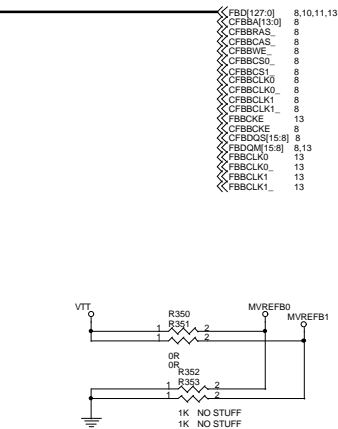 FBD[127:0] 8,10,11,13
CFBBA[13:0] 8
CFBBRAS_ 8
CFBBCAS_ 8
CFBBWE_ 8
CFBBCS0_ 8
CFBBCS1_ 8
CFBBCLK0 8
CFBBCLK0_ 8
CFBBCLK1 8
CFBBCLK1_ 8
FBBCKE 13
CFBBCKE 8
CFBDQS[15:8] 8
FBDQM[15:8] 8,13
FBBCLK0 13
FBBCLK0_ 13
FBBCLK1 13
FBBCLK1_ 13
VTT MVREFB0
R350 MVREFB1
R351
1 2
1 2
0R
0R
R352
R353
1 2
1 2
1K NO STUFF
1K NO STUFF